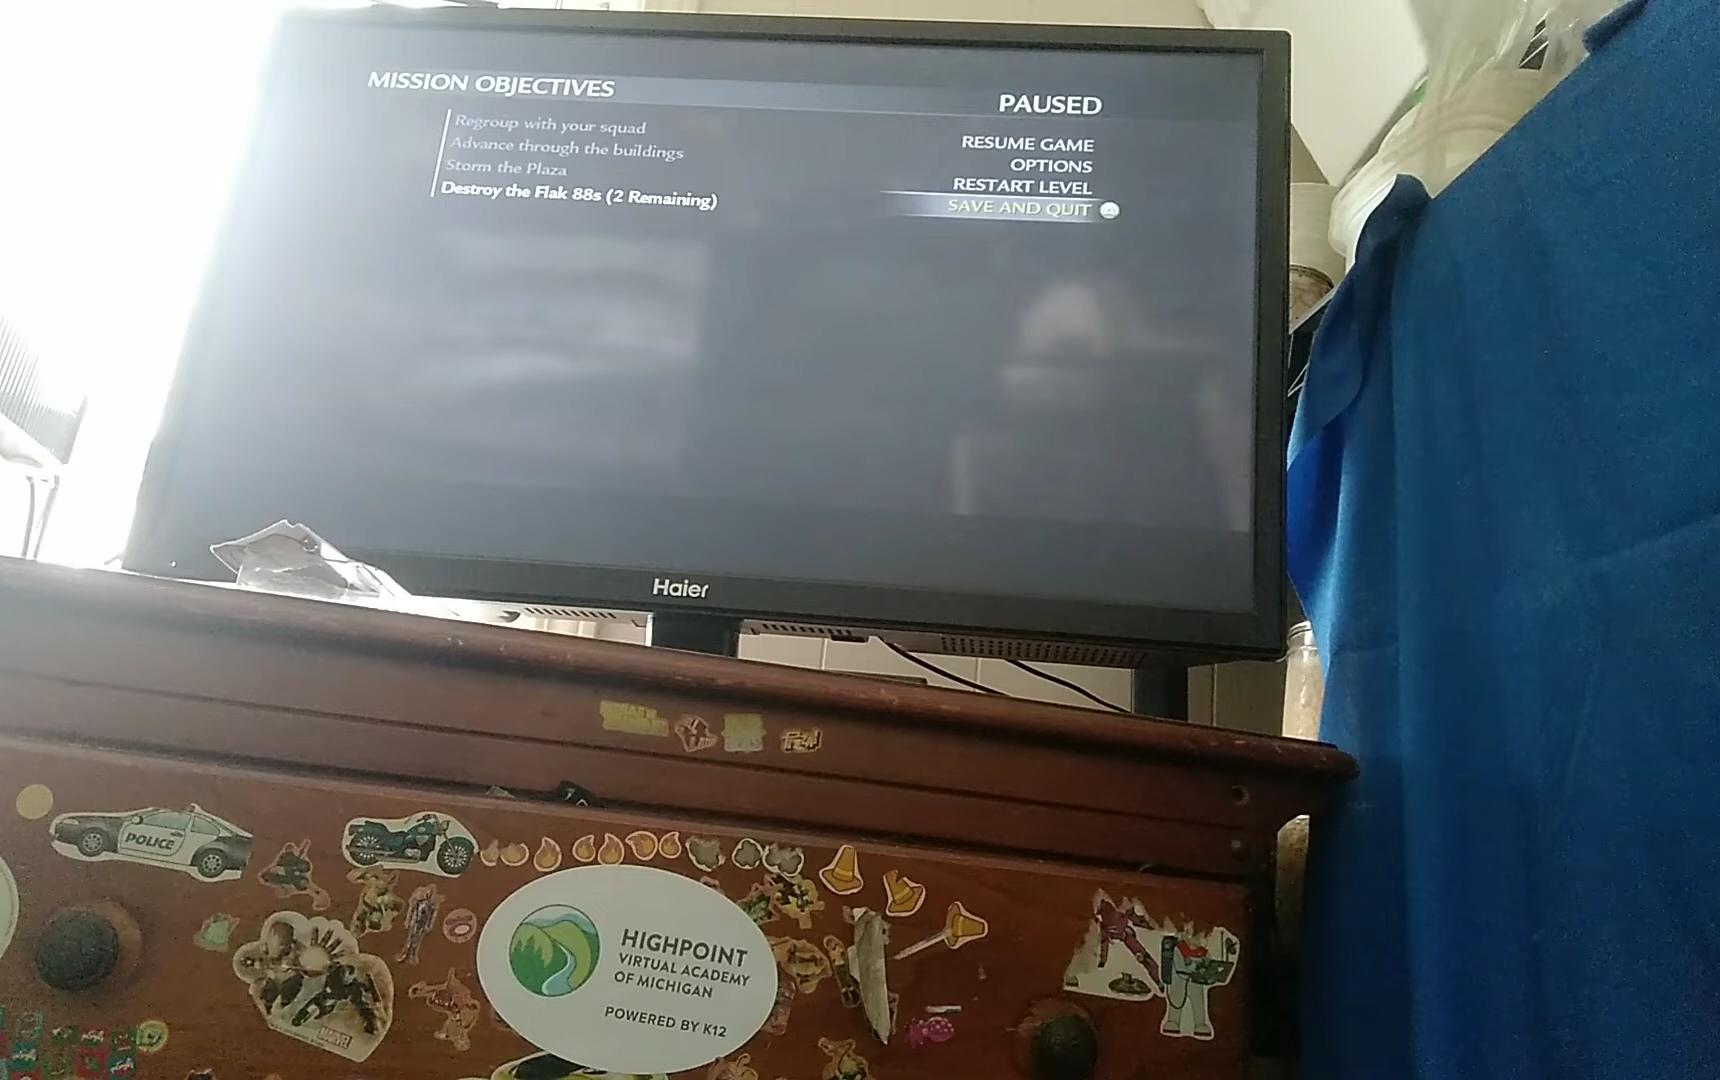 MISSION OBJECTIVES
Regroup with your squad
Advance through the buildings
Storm the Plaza
Destroy the Flak 88s (2 Remaining)
PAUSED
RESUME GAME
OPTIONS
RESTART LEVEL
SAVE AND QUIT
Haier
POLICE
HIGHPOINT
VIRTUAL ACADEMY
OF MICHIGAN
POWERED BY K12
MARVEL